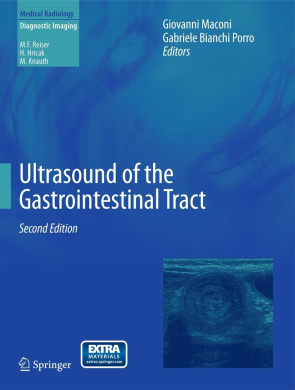 Medical Radiology
Diagnostic Imaging
M.F. Reiser
H. Hricak
M. Knauth
Giovanni Maconi
Gabriele Bianchi Porro
Editors
Ultrasound of the
Gastrointestinal Tract
Second Edition
Springer
EXTRA
MATERIALS
extras.springer.com